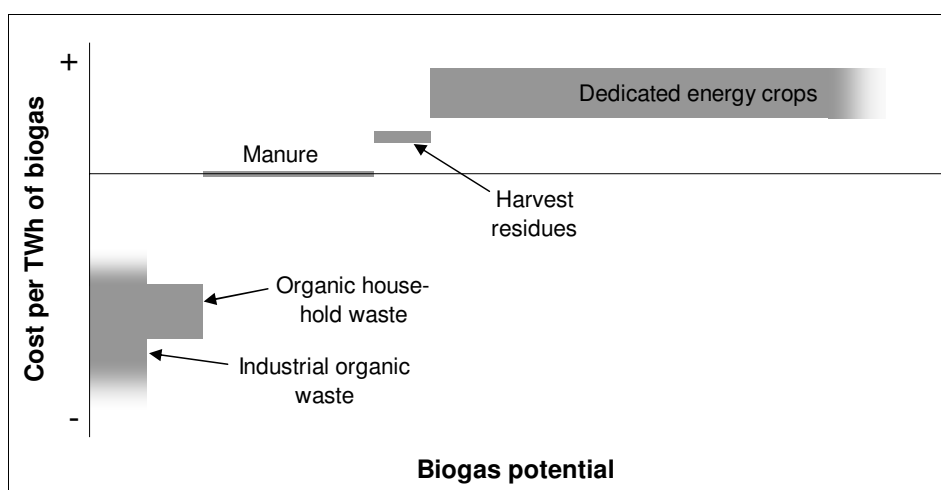 +
Cost per TWh of biogas
Dedicated energy crops
Manure
Harvest
residues
Organic house-
hold waste
Industrial organic
waste
-
Biogas potential